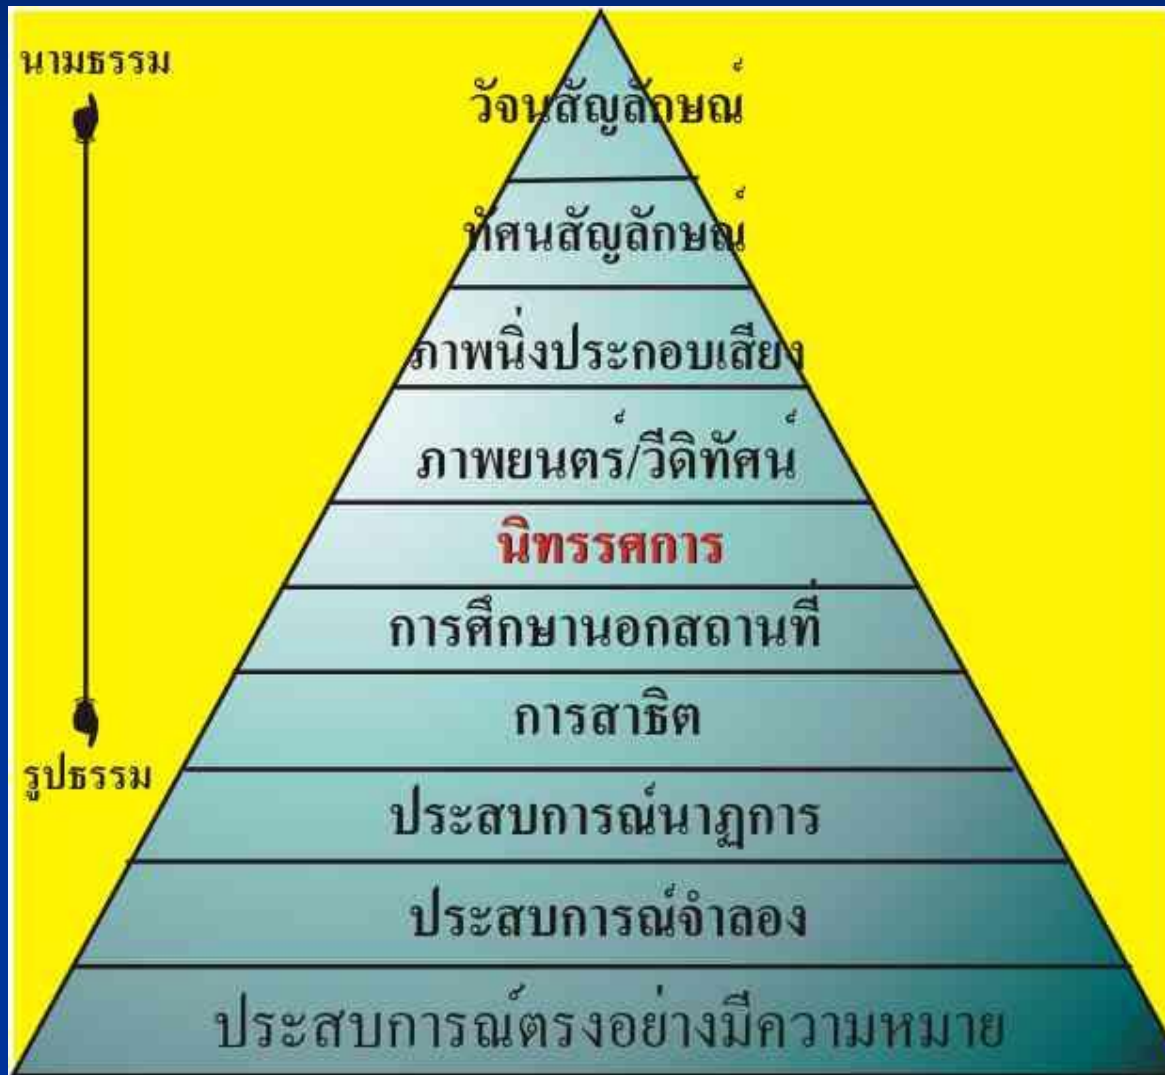 นามธรรม
วัจนสัญลักษณ์
ทัศนสัญลักษณ์
ภาพนิ่งประกอบเสียง
ภาพยนตร์/วีดิทัศน์
นิทรรศการ
การศึกษานอกสถานที่
การสาธิต
รูปธรรม
ประสบการณ์นาฏการ
ประสบการณ์จำลอง
ประสบการณ์ตรงอย่างมีความหมาย